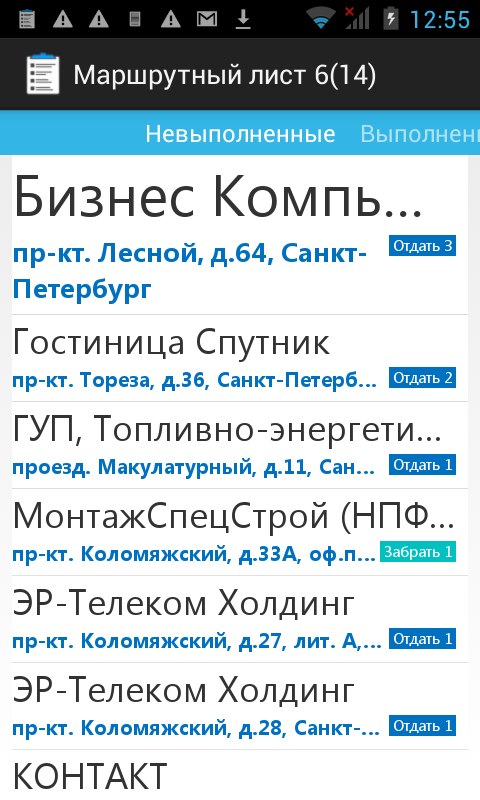 12:55
Маршрутный лист 6(14)
Невыполненные Выполнен
Бизнес Компь...
пр-кт. Лесной, д.64, Санкт-
Петербург
Отдать 3
Гостиница Спутник
пр-кт. Тореза, д.36, Санкт-Петерб... Отдать 2
ГУП, Топливно-энергети...
проезд. Макулатурный, д.11, Сан... Отдать 1
МонтажСпецСтрой (НПФ...
пр-кт. Коломяжский, д.33А, оф.п... Забрать 1
ЭР-Телеком Холдинг
пр-кт. Коломяжский, д.27, лит. А,... Отдать 1
ЭР-Телеком Холдинг
пр-кт. Коломяжский, д.28, Санкт-... Отдать 1
КОНТАКТ